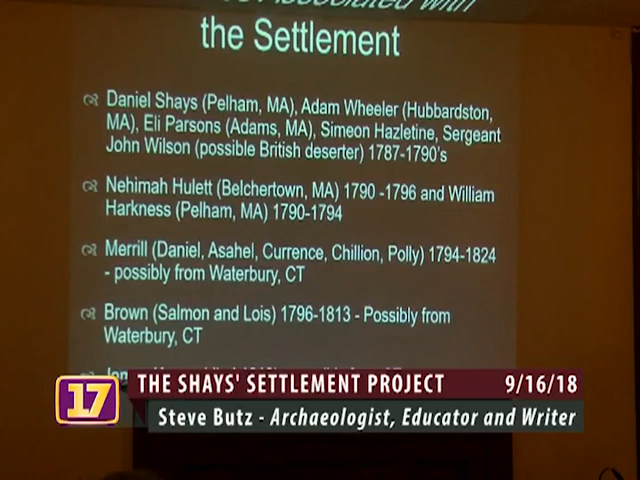 Associated with
the Settlement
Daniel Shays (Pelham, MA), Adam Wheeler (Hubbardston,
MA), Eli Parsons (Adams, MA), Simeon Hazletine, Sergeant
John Wilson (possible British deserter) 1787-1790's
Nehimah Hulett (Belchertown, MA) 1790 -1796 and William
Harkness (Pelham, MA) 1790-1794
Merrill (Daniel, Asahel, Currence, Chillion, Polly) 1794-1824
- possibly from Waterbury, CT
Brown (Salmon and Lois) 1796-1813 - Possibly from
Waterbury, CT
17
THE SHAYS' SETTLEMENT PROJECT 9/16/18
Steve Butz - Archaeologist, Educator and Writer